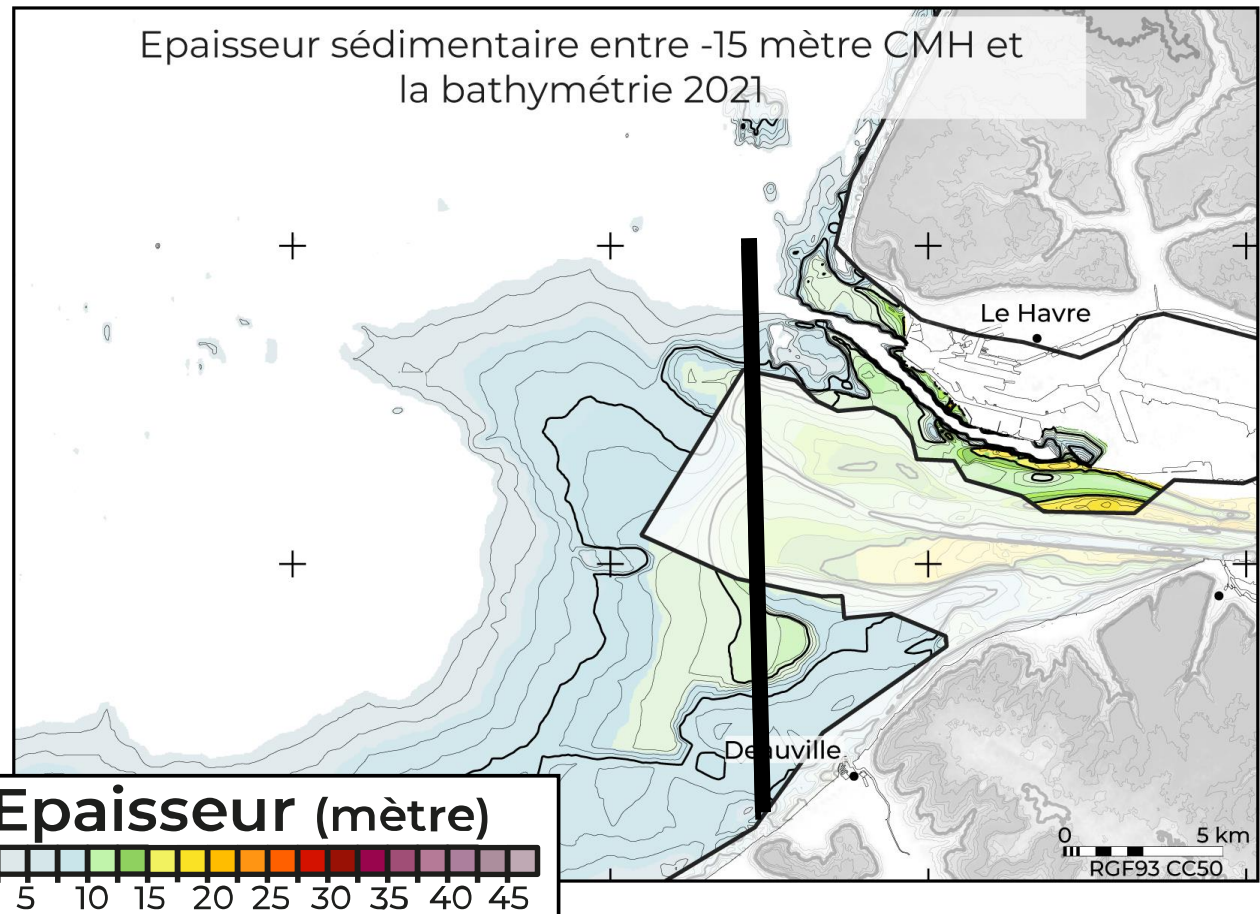 Epaisseur sédimentaire entre -15 mètre CMH et
la bathymétrie 2021
Le Havre
Deauville
0 5 km
RGF93 CC50
Epaisseur (mètre)
5 10 15 20 25 30 35 40 45